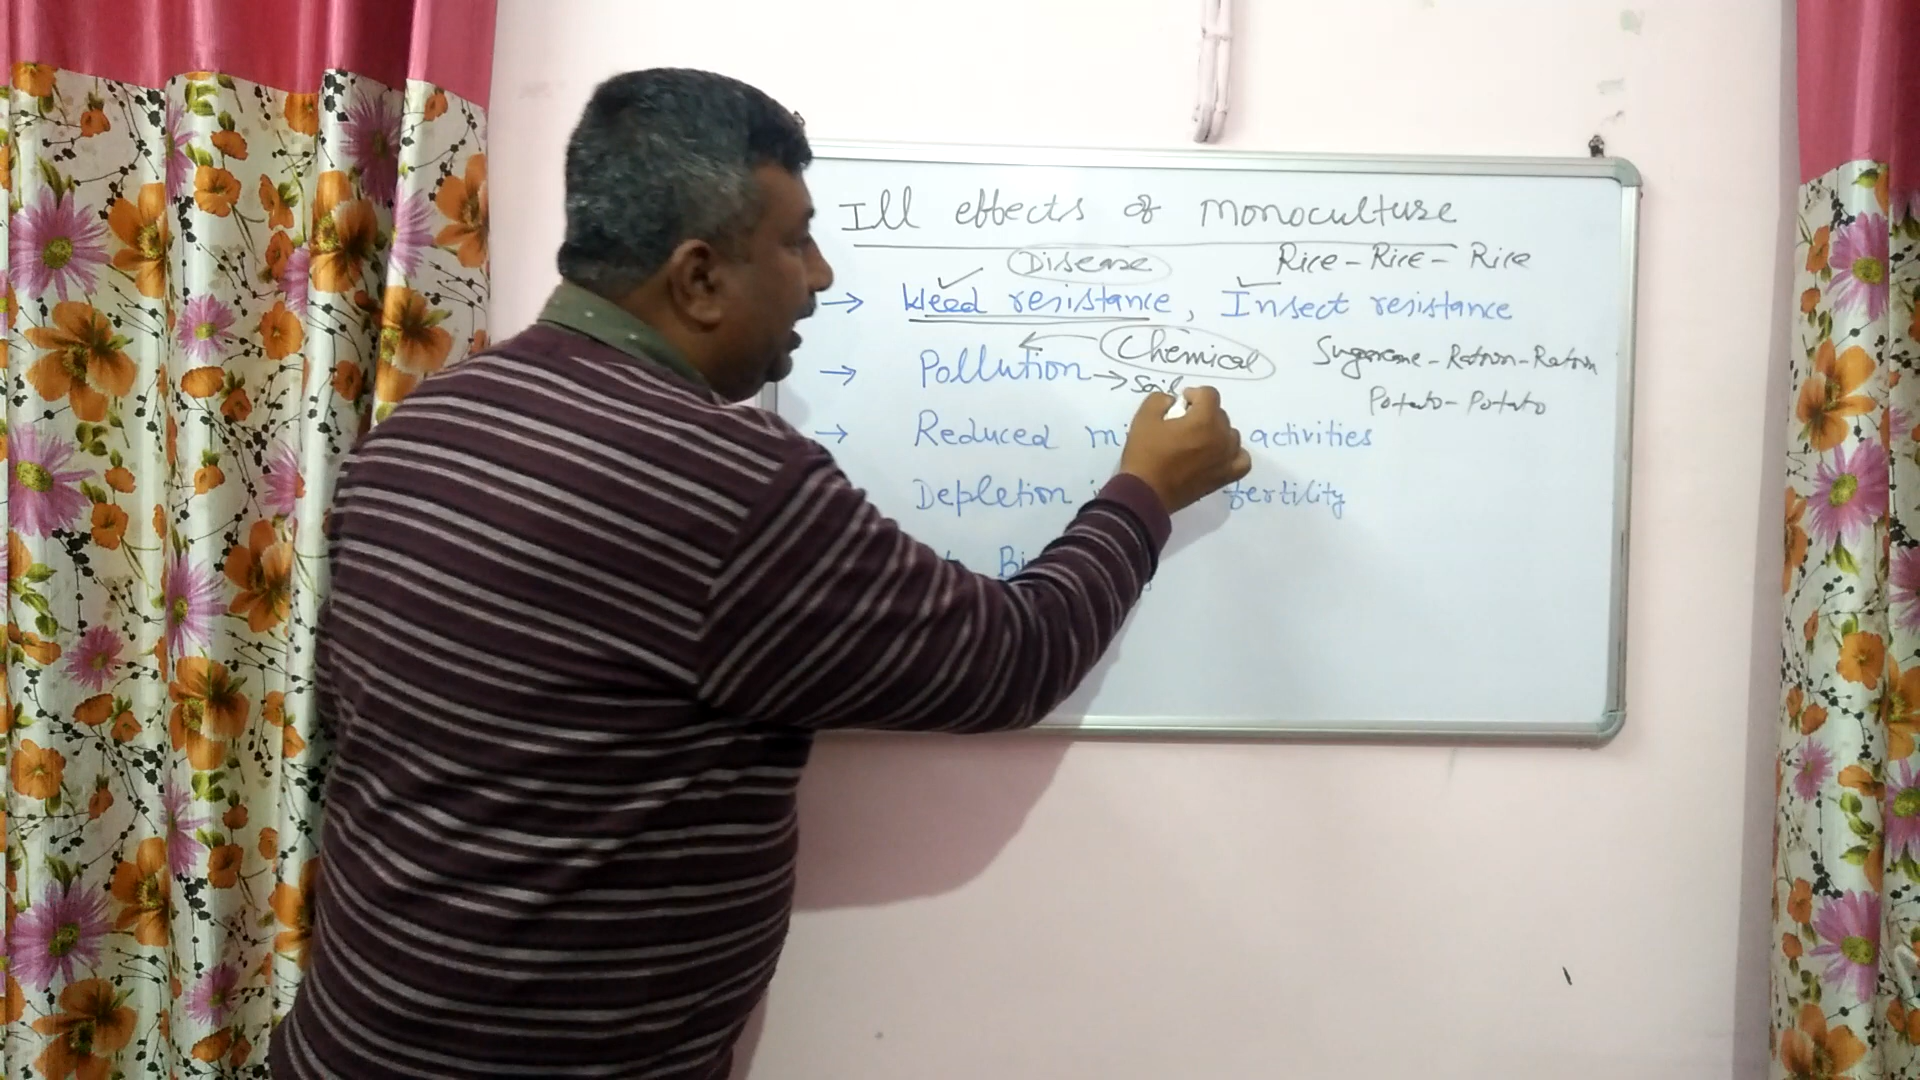 Ill effects of monoculture
Disease Rice - Rice - Rice
→ Weed resistance, Insect resistance
Chemical Sugarcane - Ratoon - Ratoon
→ Pollution → Soil
Potato - Potato
→ Reduced activities
Depletion fertility